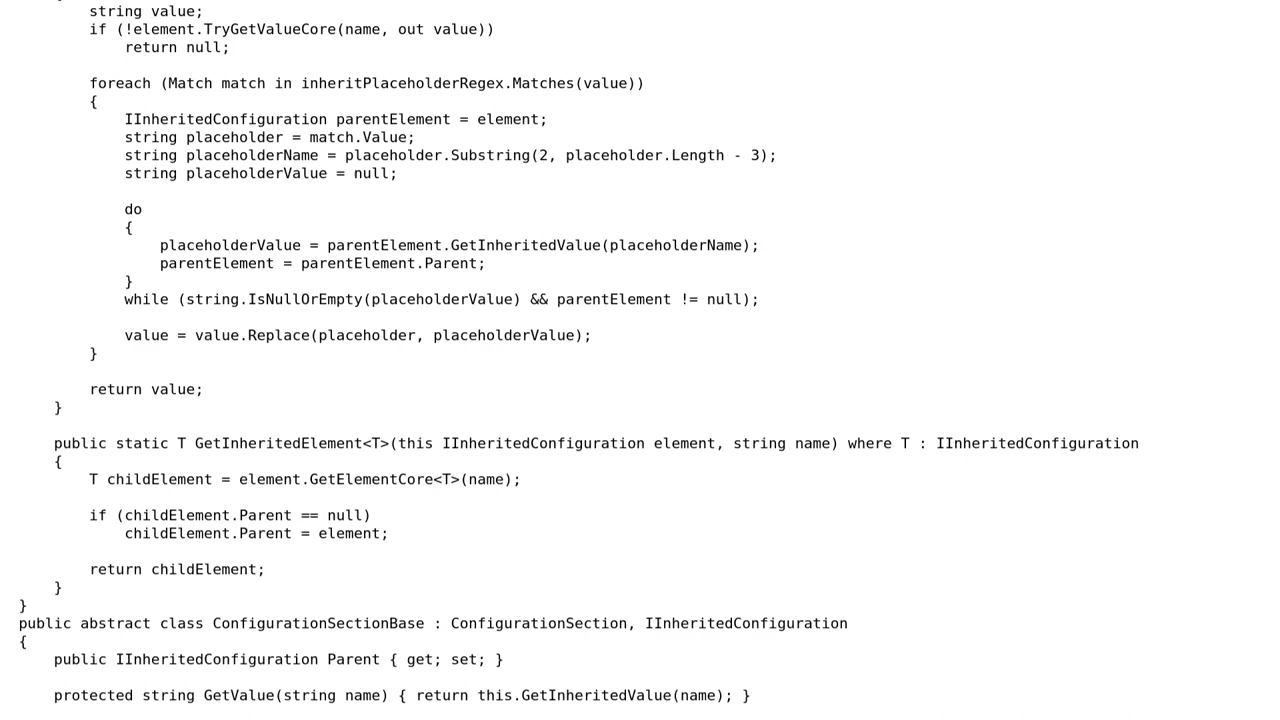 string value;
if (!element.TryGetValueCore(name, out value))
return null;
foreach (Match match in inheritPlaceholderRegex.Matches(value))
{
IInheritedConfiguration parentElement = element;
string placeholder = match.Value;
string placeholderName = placeholder.Substring(2, placeholder.Length - 3);
string placeholderValue = null;
do
{
placeholderValue = parentElement.GetInheritedValue(placeholderName);
parentElement = parentElement.Parent;
}
while (string.IsNullOrEmpty(placeholderValue) && parentElement != null);
value = value.Replace(placeholder, placeholderValue);
}
return value;
}
public static T GetInheritedElement<T>(this IInheritedConfiguration element, string name) where T : IInheritedConfiguration
{
T childElement = element.GetElementCore<T>(name);
if (childElement.Parent == null)
childElement.Parent = element;
return childElement;
}
}
public abstract class ConfigurationSectionBase : ConfigurationSection, IInheritedConfiguration
{
public IInheritedConfiguration Parent { get; set; }
protected string GetValue(string name) { return this.GetInheritedValue(name); }